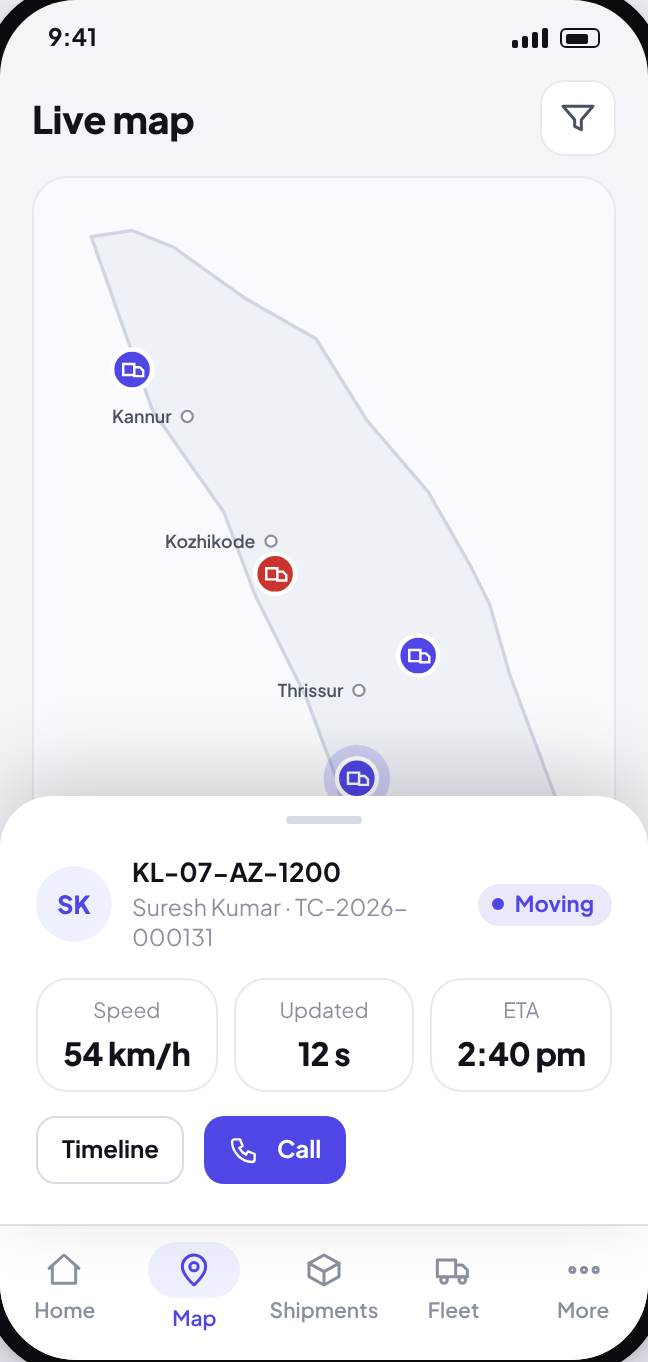 9:41
Live map
Kannur
Kozhikode
Thrissur
KL-07-AZ-1200
SK
Suresh Kumar · TC-2026-
000131
Moving
Speed
Updated
ETA
54 km/h
12 s
2:40 pm
Timeline
Call
Home
Map
Shipments
Fleet
More